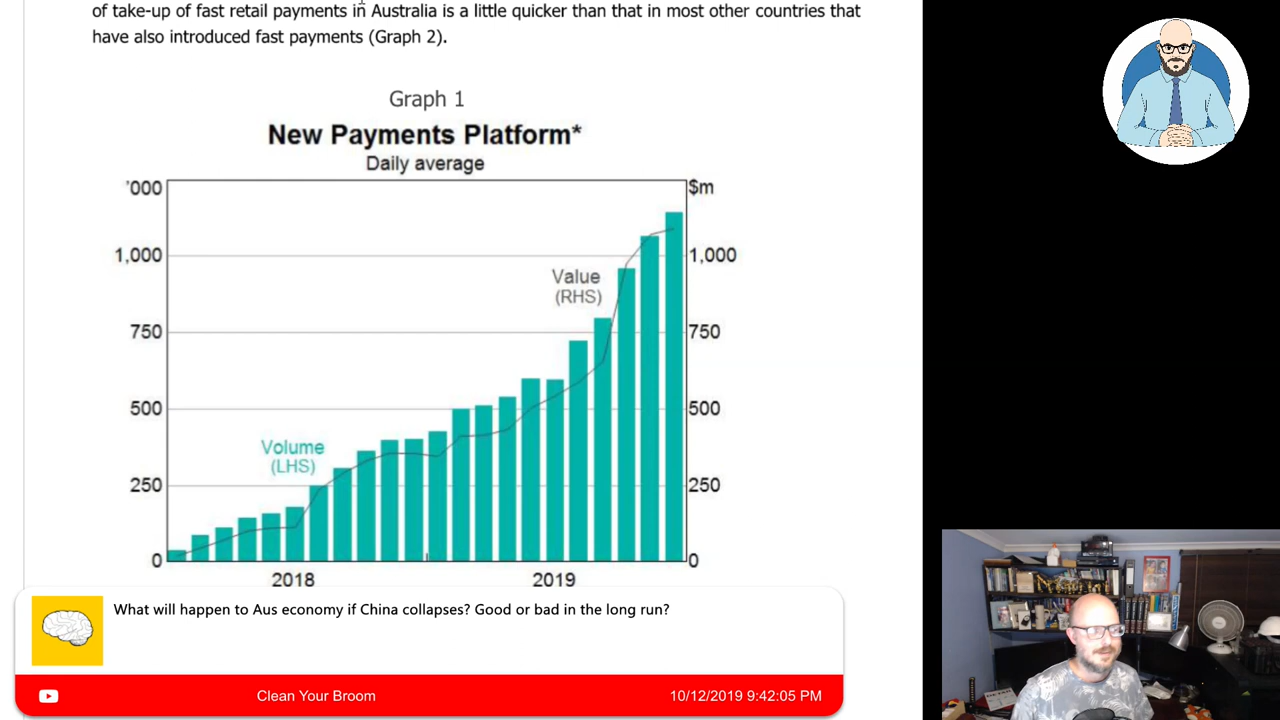 of take-up of fast retail payments in Australia is a little quicker than that in most other countries that
have also introduced fast payments (Graph 2).
Graph 1
New Payments Platform*
Daily average
'000
$m
1,000
1,000
Value
(RHS)
750
750
500
500
Volume
(LHS)
250
250
0
0
2018
2019
What will happen to Aus economy if China collapses? Good or bad in the long run?
Clean Your Broom
10/12/2019 9:42:05 PM